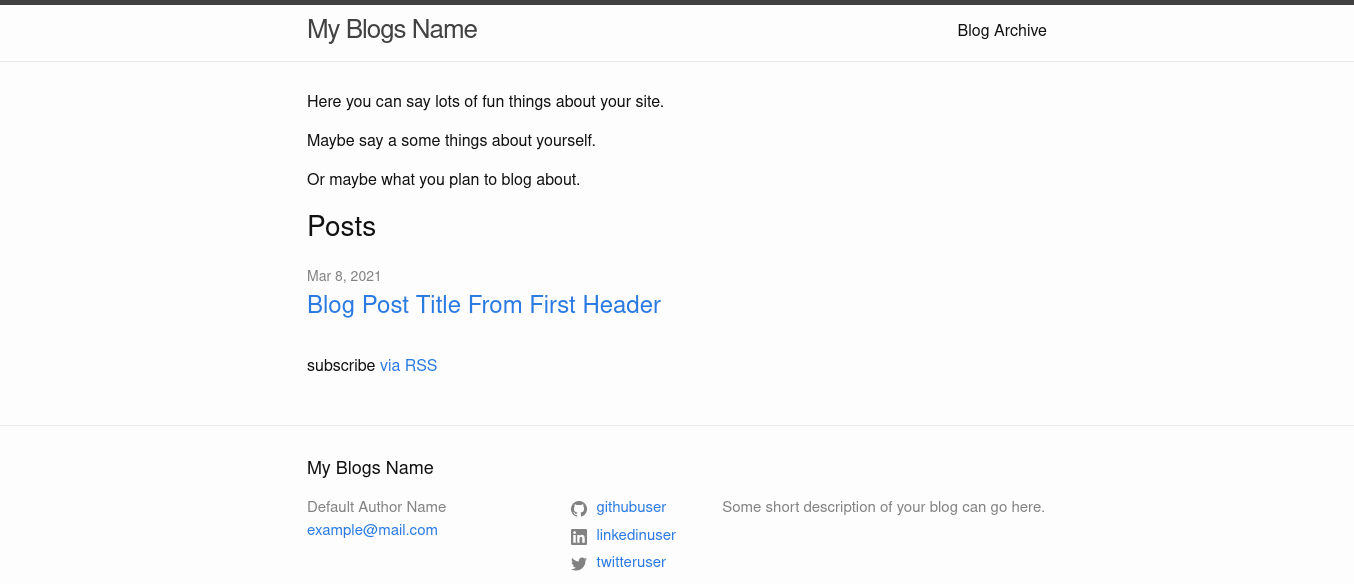 My Blogs Name
Blog Archive
Here you can say lots of fun things about your site.
Maybe say a some things about yourself.
Or maybe what you plan to blog about.
Posts
Mar 8, 2021
Blog Post Title From First Header
subscribe via RSS
My Blogs Name
Default Author Name
example@mail.com
githubuser
linkedinuser
twitteruser
Some short description of your blog can go here.